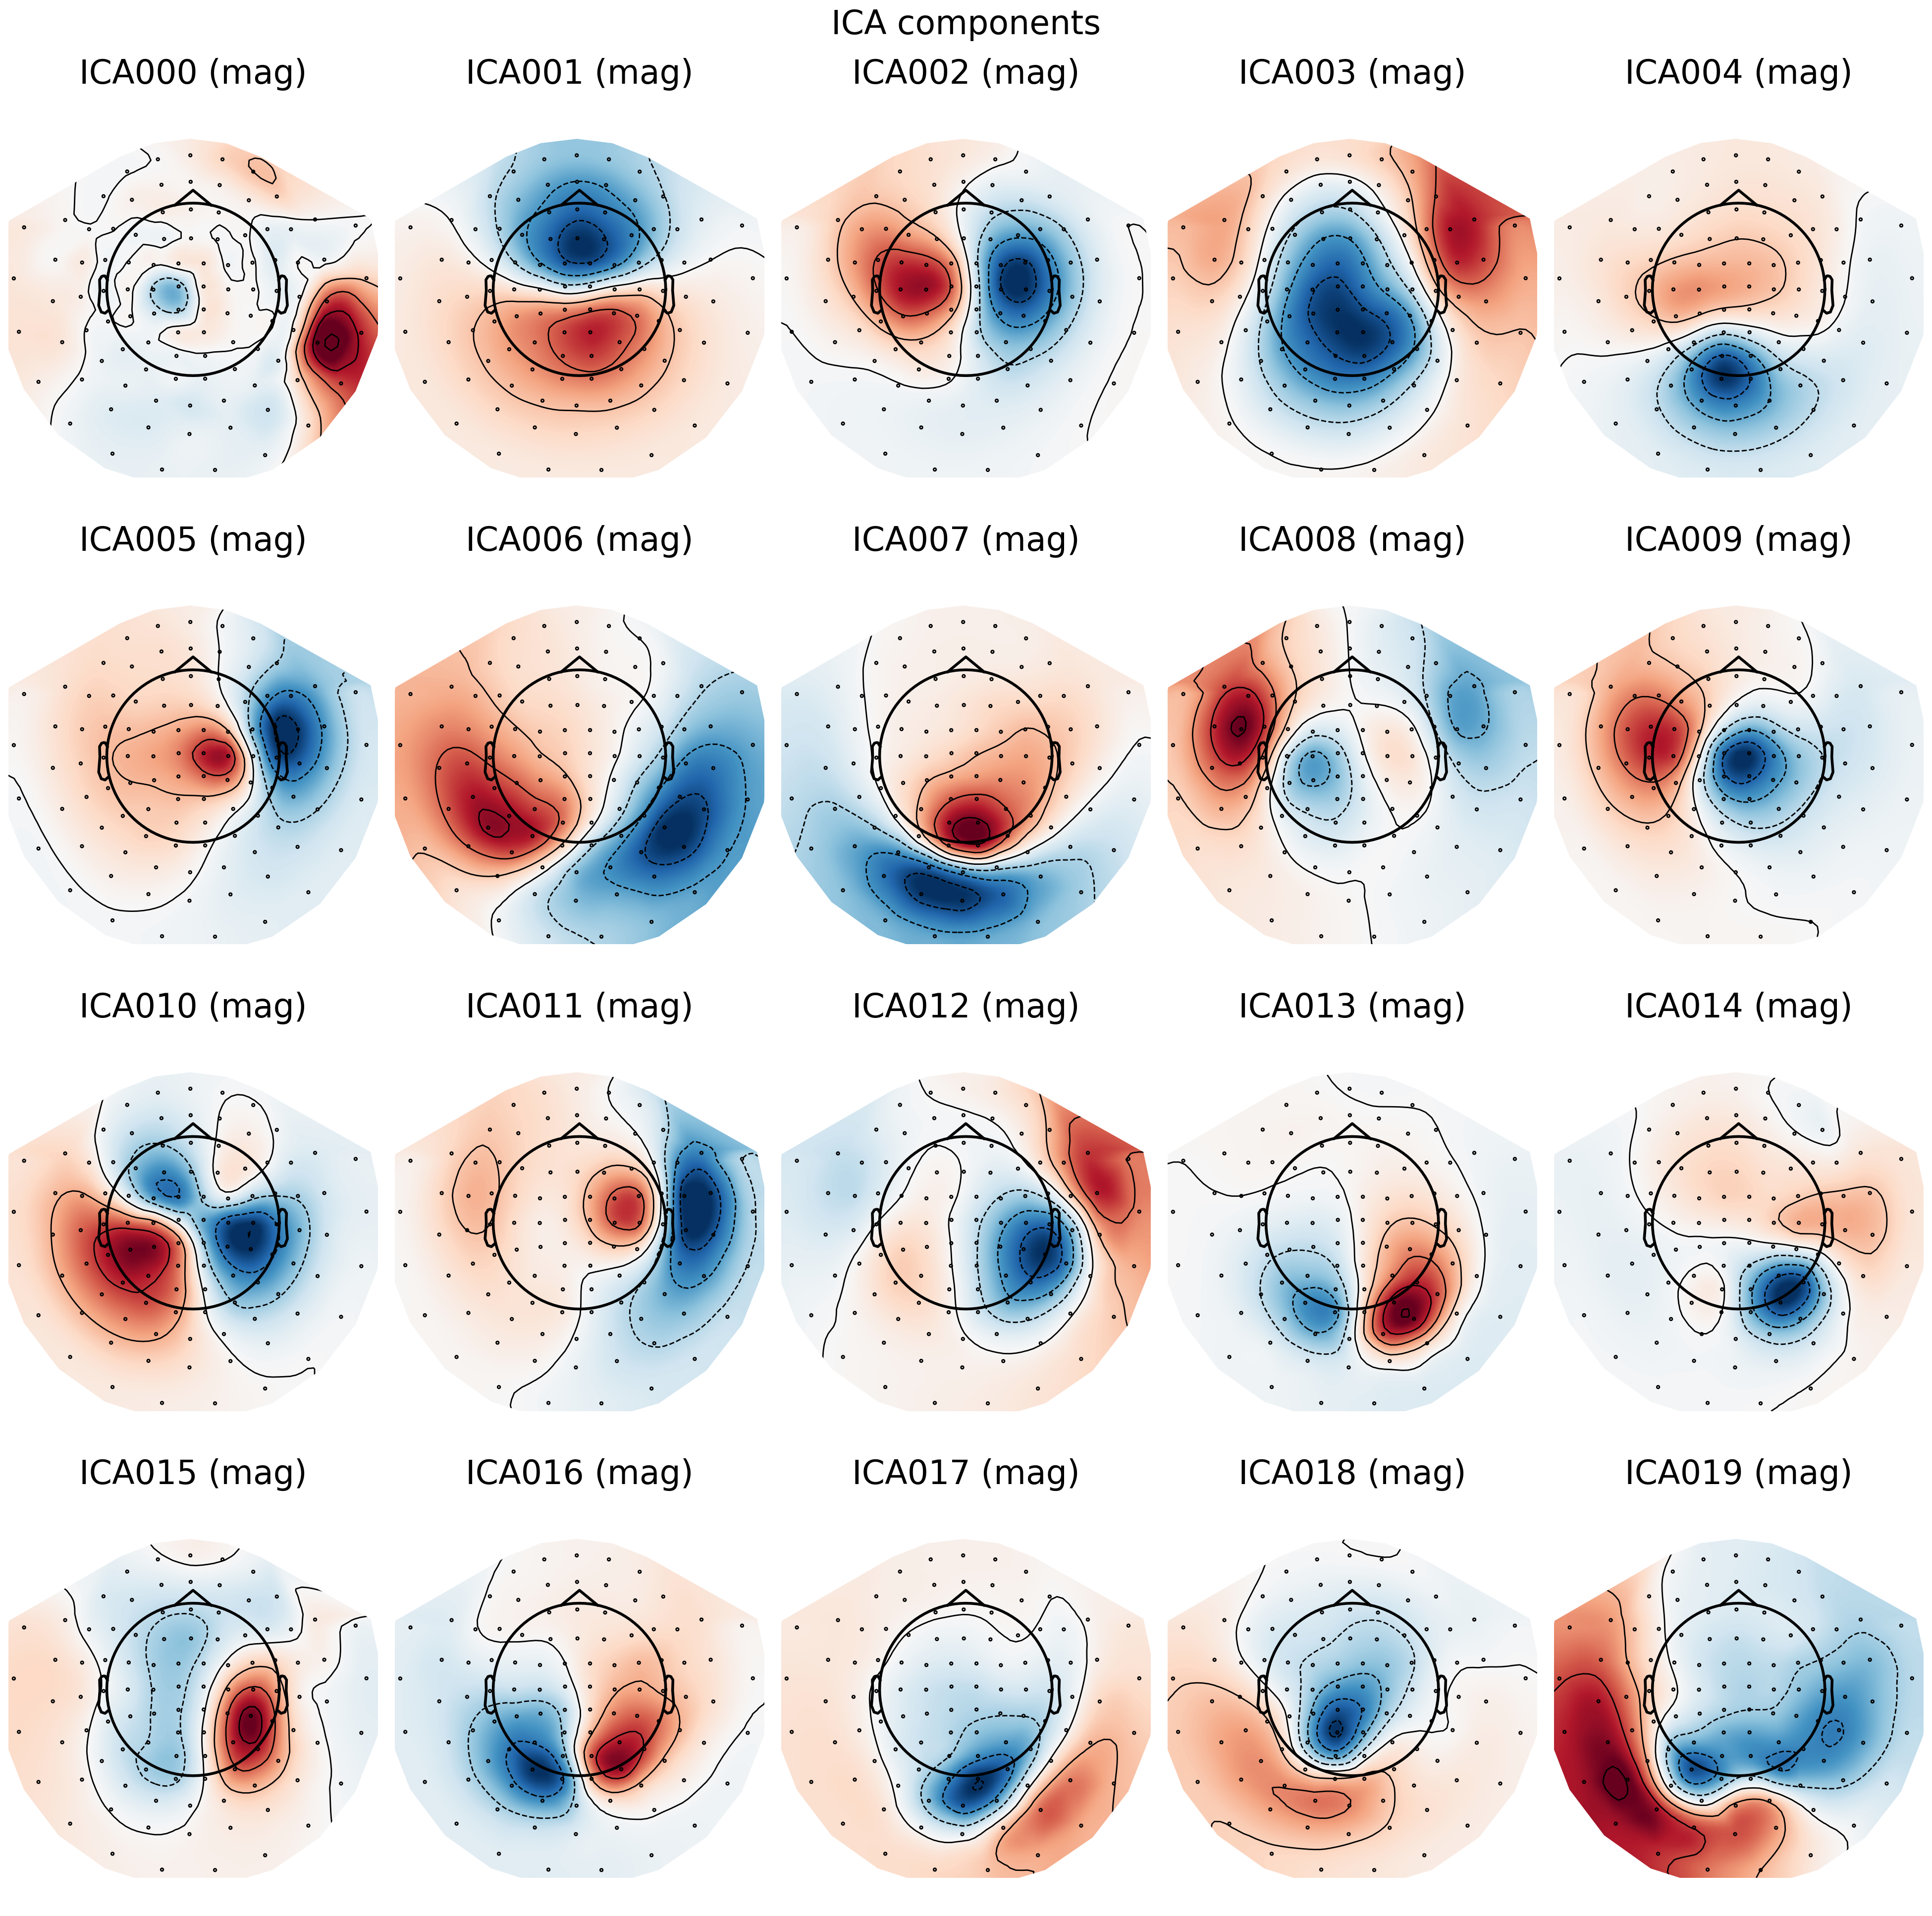 ICA components
ICA000 (mag) ICA001 (mag) ICA002 (mag) ICA003 (mag) ICA004 (mag)
ICA005 (mag) ICA006 (mag) ICA007 (mag) ICA008 (mag) ICA009 (mag)
ICA010 (mag) ICA011 (mag) ICA012 (mag) ICA013 (mag) ICA014 (mag)
ICA015 (mag) ICA016 (mag) ICA017 (mag) ICA018 (mag) ICA019 (mag)